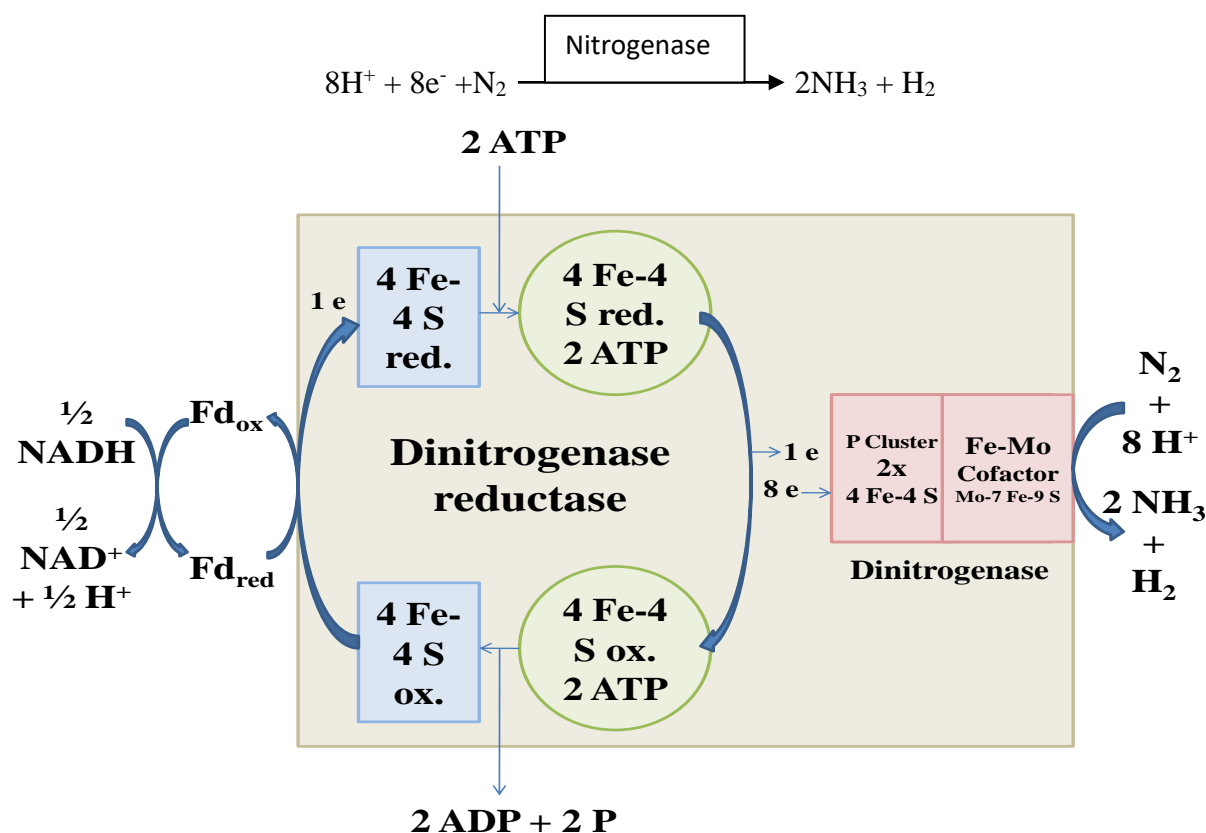 Nitrogenase
8H⁺ + 8e⁻ +N₂ 2NH₃ + H₂
2 ATP
4 Fe-
4 S
red.
4 Fe-4
S red.
2 ATP
1 e
½
NADH
Fdₒₓ
½
NAD⁺
+ ½ H⁺
Fd_red
Dinitrogenase
reductase
1 e
8 e
P Cluster
2x
4 Fe-4 S
Fe-Mo
Cofactor
Mo-7 Fe-9 S
Dinitrogenase
N₂
+
8 H⁺
2 NH₃
+
H₂
4 Fe-
4 S
ox.
4 Fe-4
S ox.
2 ATP
2 ADP + 2 P